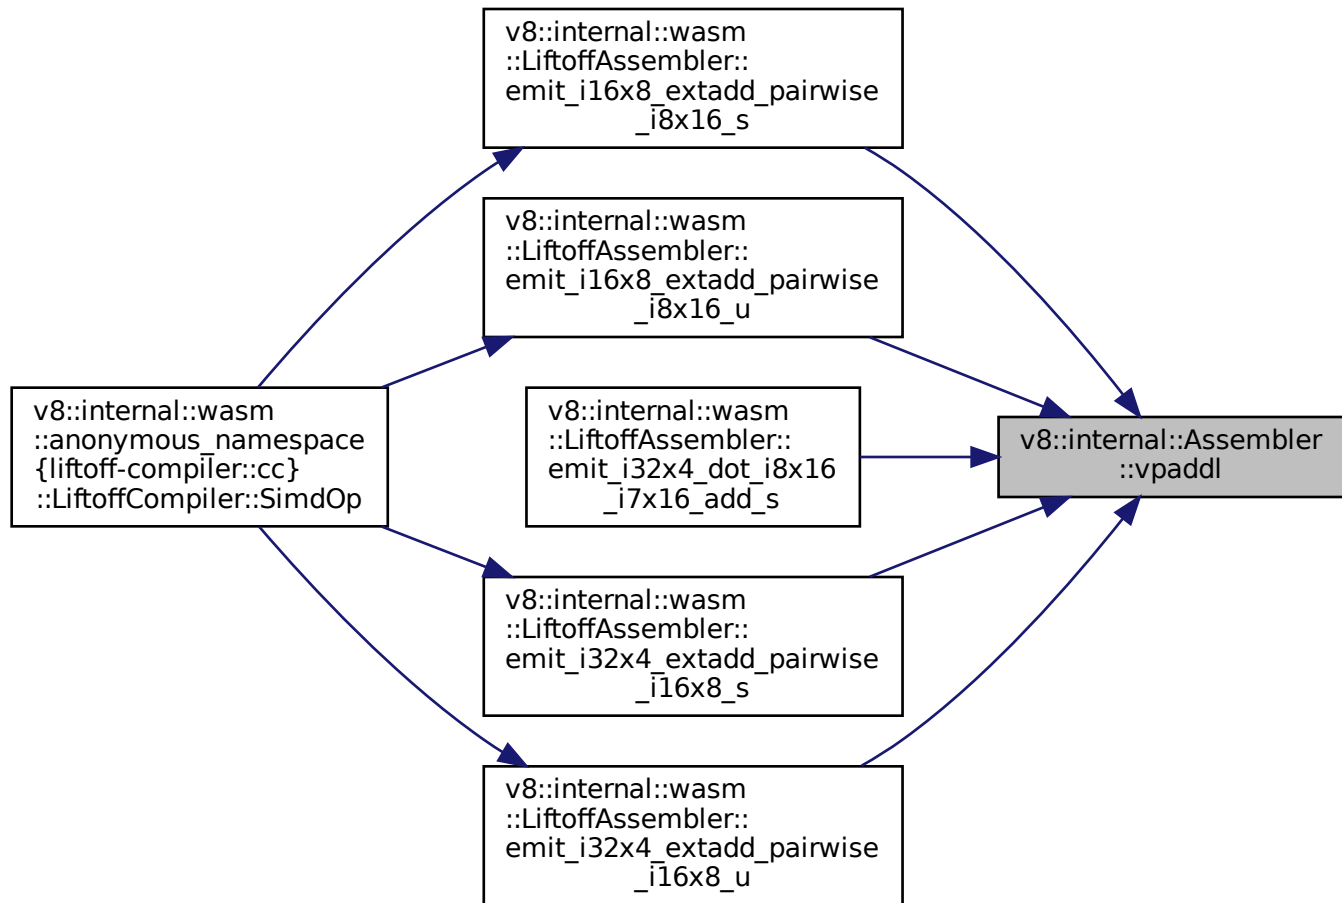 v8::internal::wasm
::LiftoffAssembler::
emit_i16x8_extadd_pairwise
_i8x16_s
v8::internal::wasm
::LiftoffAssembler::
emit_i16x8_extadd_pairwise
_i8x16_u
v8::internal::wasm
::anonymous_namespace
{liftoff-compiler::cc}
::LiftoffCompiler::SimdOp
v8::internal::wasm
::LiftoffAssembler::
emit_i32x4_dot_i8x16
_i7x16_add_s
v8::internal::Assembler
::vpaddl
v8::internal::wasm
::LiftoffAssembler::
emit_i32x4_extadd_pairwise
_i16x8_s
v8::internal::wasm
::LiftoffAssembler::
emit_i32x4_extadd_pairwise
_i16x8_u